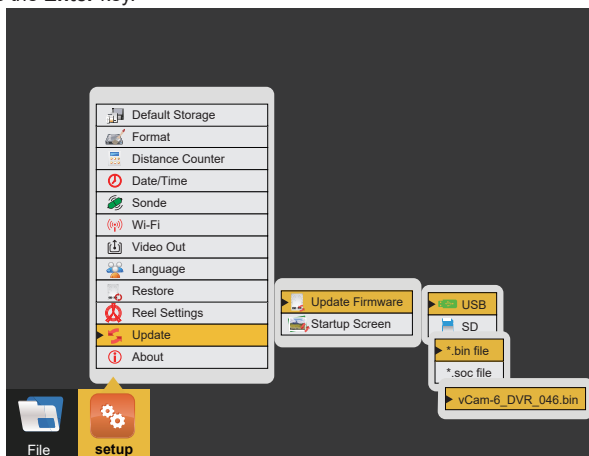 the Enter key.
Default Storage
Format
Distance Counter
Date/Time
Sonde
Wi-Fi
Video Out
Language
Restore
Reel Settings
Update
About
Update Firmware
Startup Screen
USB
SD
*.bin file
*.soc file
vCam-6_DVR_046.bin
File
setup